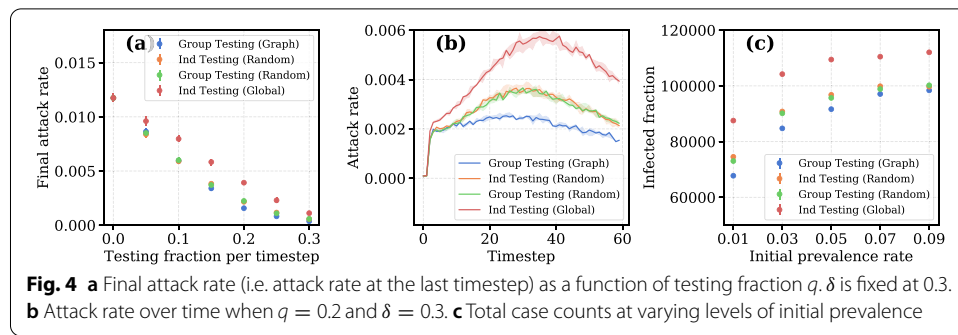 (a)
Group Testing (Graph)
Ind Testing (Random)
Group Testing (Random)
Ind Testing (Global)
Final attack rate
0.015
0.010
0.005
0.000
0.0 0.1 0.2 0.3
Testing fraction per timestep
(b)
Attack rate
0.006
0.004
0.002
0.000
Group Testing (Graph)
Ind Testing (Random)
Group Testing (Random)
Ind Testing (Global)
0 20 40 60
Timestep
(c)
Infected fraction
120000
100000
80000
60000
Group Testing (Graph)
Ind Testing (Random)
Group Testing (Random)
Ind Testing (Global)
0.01 0.03 0.05 0.07 0.09
Initial prevalence rate
Fig. 4 a Final attack rate (i.e. attack rate at the last timestep) as a function of testing fraction q. δ is fixed at 0.3.
b Attack rate over time when q = 0.2 and δ = 0.3. c Total case counts at varying levels of initial prevalence